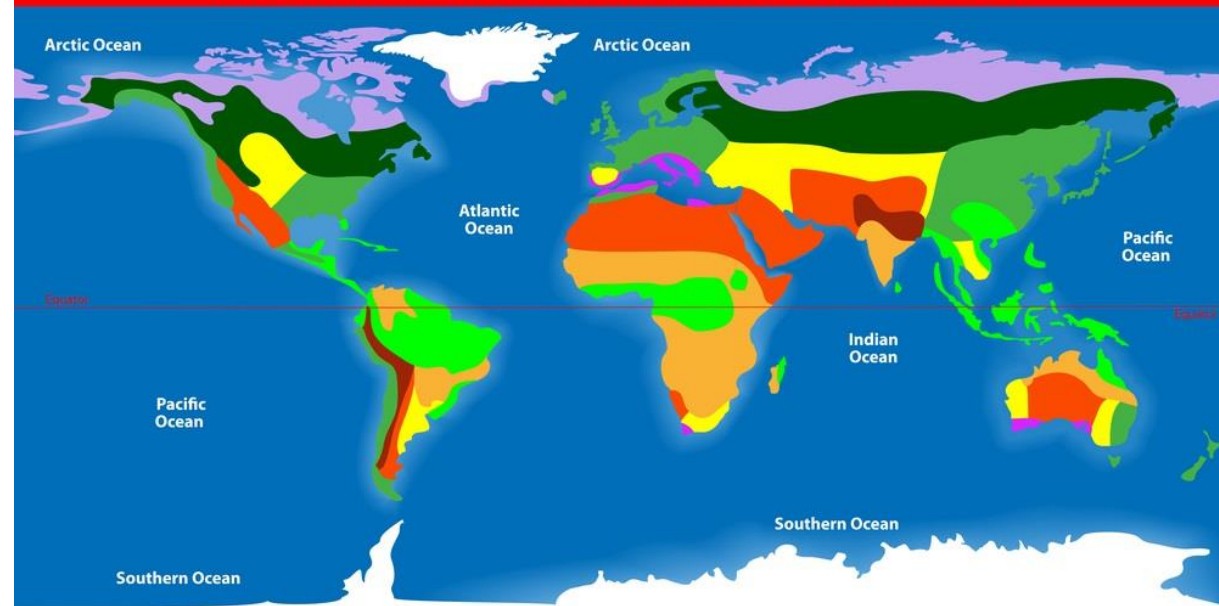 Arctic Ocean
Arctic Ocean
Atlantic
Ocean
Pacific
Ocean
Equator
Equator
Indian
Ocean
Pacific
Ocean
Southern Ocean
Southern Ocean